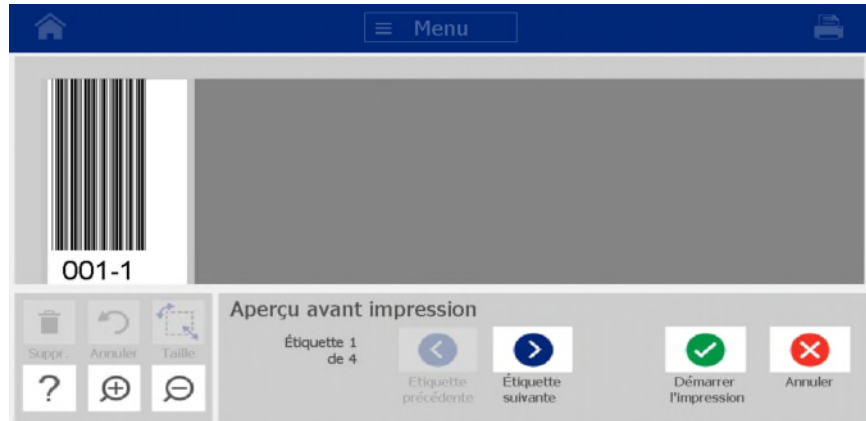 Menu
001-1
Aperçu avant impression
Étiquette 1
de 4
Suppr.
Annuler
Taille
Etiquette
précédente
Étiquette
suivante
Démarrer
l'impression
Annuler